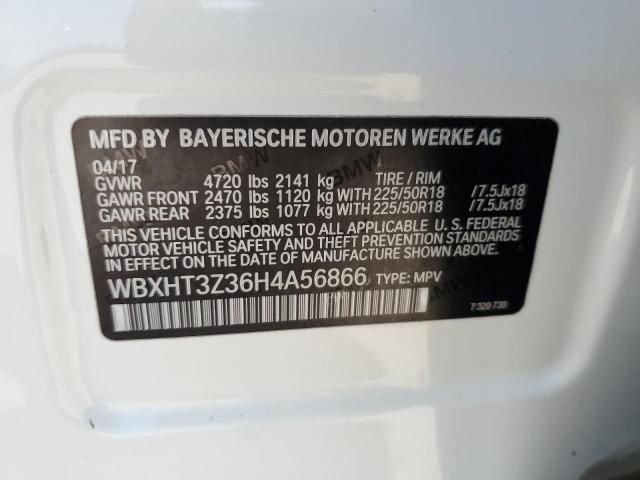 MFD BY BAYERISCHE MOTOREN WERKE AG
04/17
GVWR 4720 lbs 2141 kg TIRE / RIM
GAWR FRONT 2470 lbs 1120 kg WITH 225/50R18 /7.5Jx18
GAWR REAR 2375 lbs 1077 kg WITH 225/50R18 /7.5Jx18
THIS VEHICLE CONFORMS TO ALL APPLICABLE U. S. FEDERAL
MOTOR VEHICLE SAFETY AND THEFT PREVENTION STANDARDS
IN EFFECT ON THE DATE OF MANUFACTURE SHOWN ABOVE.
WBXHT3Z36H4A56866 TYPE: MPV
7 320 730